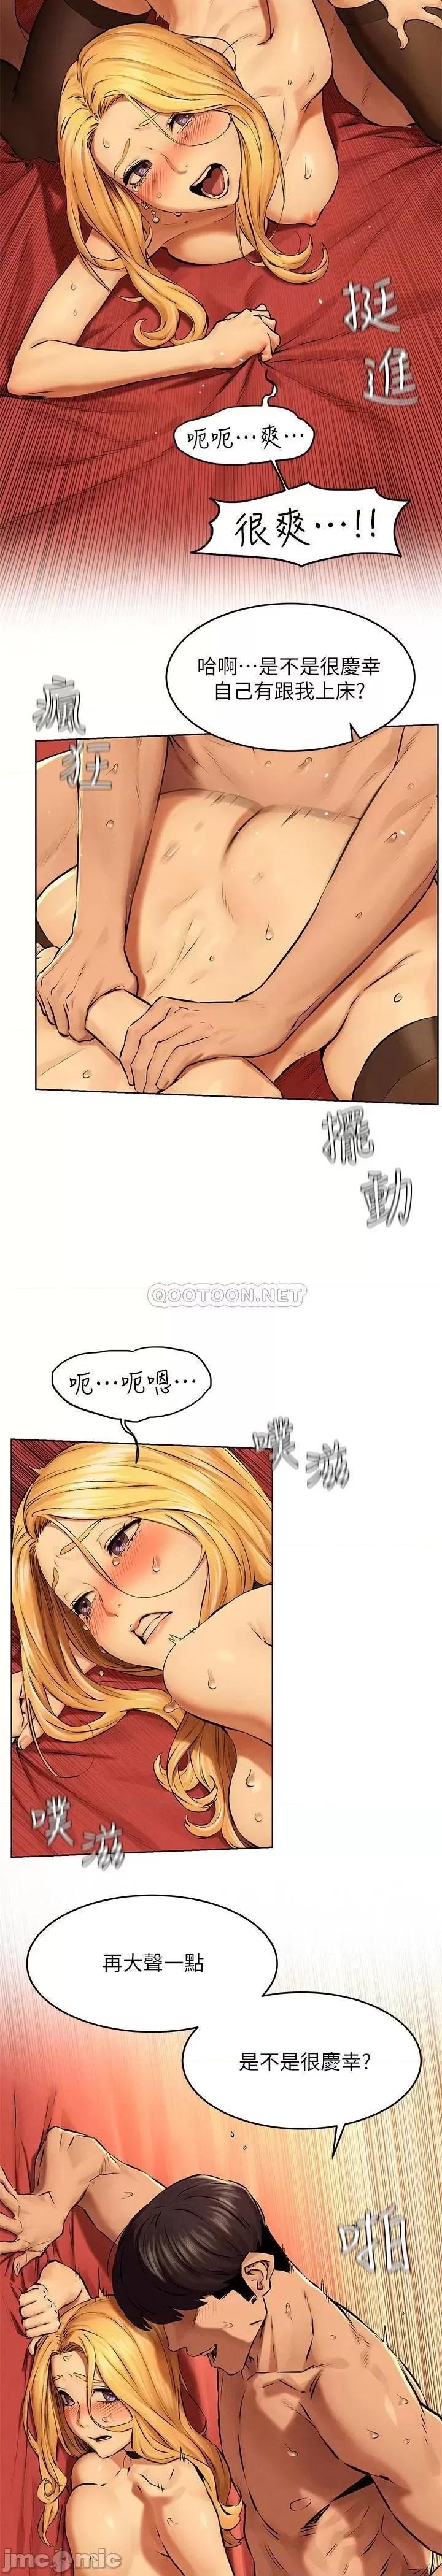 挺進
呃呃⋯爽⋯
很爽⋯!!
哈啊⋯是不是很慶幸
自己有跟我上床?
瘋狂
擺動
QOOTOON.NET
呃⋯呃嗯⋯
噗滋
噗滋
再大聲一點
是不是很慶幸?
啪
jmcomic